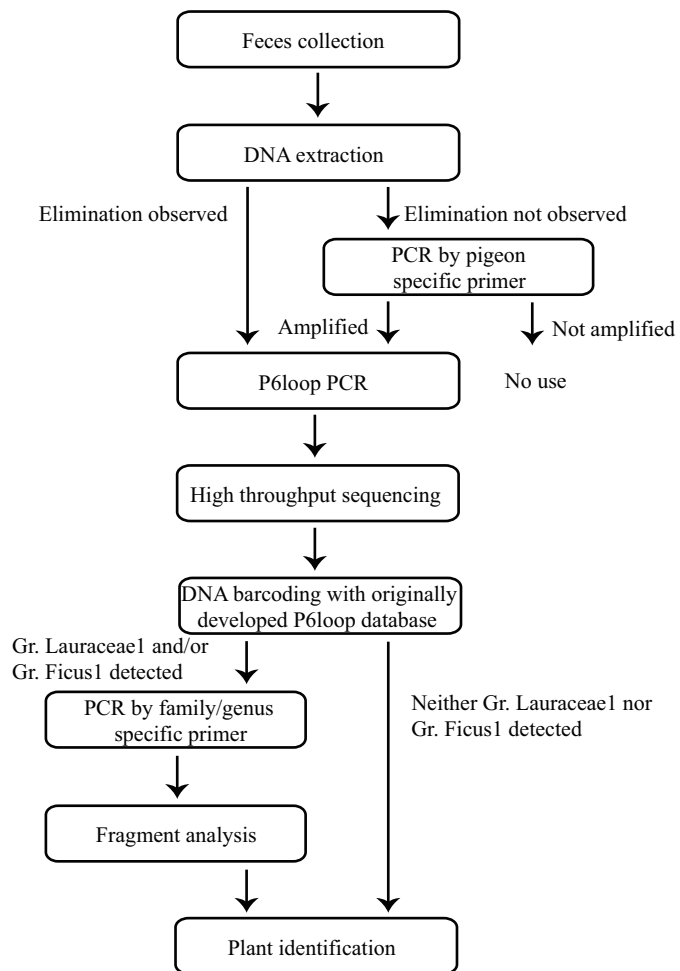 Feces collection
DNA extraction
Elimination observed
Elimination not observed
PCR by pigeon
specific primer
Amplified
Not amplified
P6loop PCR
No use
High throughput sequencing
DNA barcoding with originally
developed P6loop database
Gr. Lauraceae1 and/or
Gr. Ficus1 detected
Neither Gr. Lauraceae1 nor
Gr. Ficus1 detected
PCR by family/genus
specific primer
Fragment analysis
Plant identification